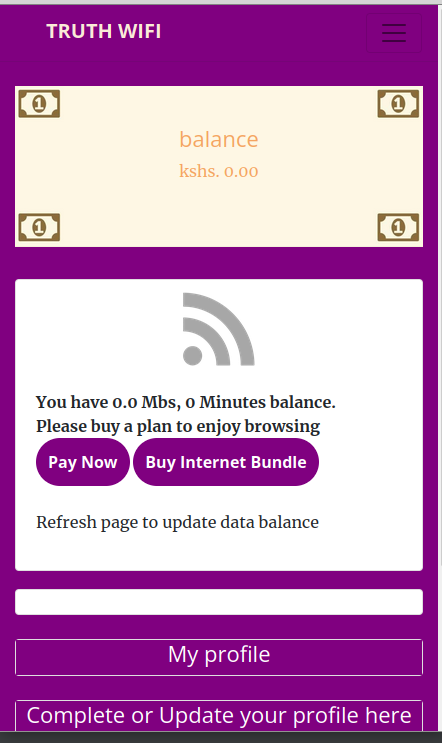 TRUTH WIFI
1 1
balance
kshs. 0.00
1 1
You have 0.0 Mbs, 0 Minutes balance.
Please buy a plan to enjoy browsing
Pay Now Buy Internet Bundle
Refresh page to update data balance
My profile
Complete or Update your profile here